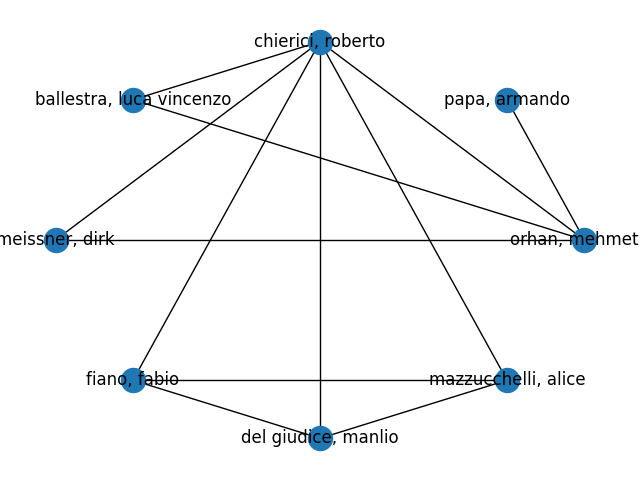 chierici, roberto
ballestra, luca vincenzo
papa, armando
meissner, dirk
orhan, mehmet
fiano, fabio
mazzucchelli, alice
del giudice, manlio